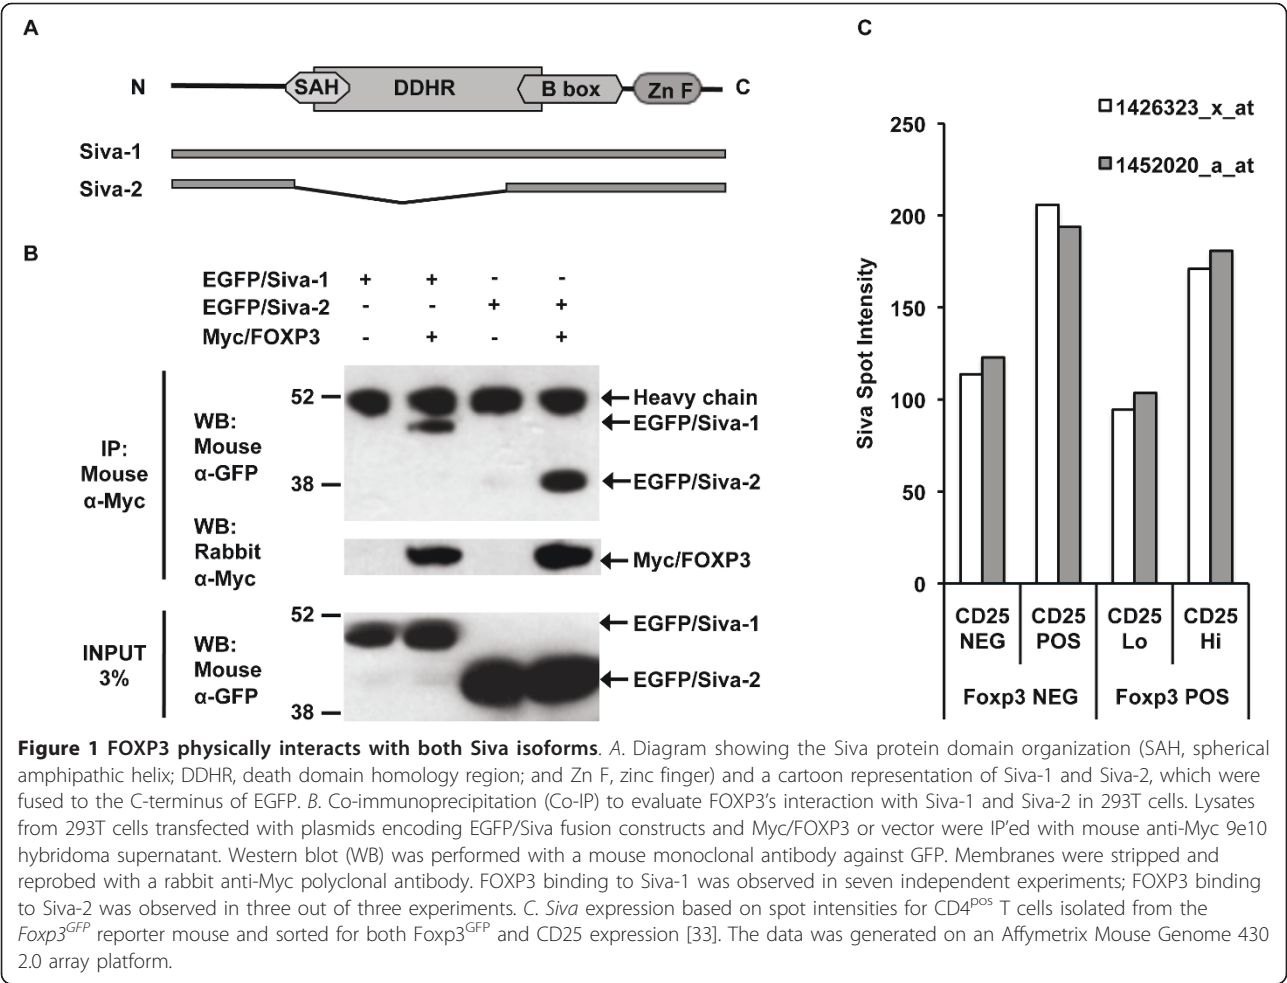 A
N
SAH
DDHR
B box
Zn F
C
Siva-1
Siva-2
B
EGFP/Siva-1 + + - -
EGFP/Siva-2 - - + +
Myc/FOXP3 - + - +
IP:
Mouse
α-Myc
WB:
Mouse
α-GFP
52
38
Heavy chain
EGFP/Siva-1
EGFP/Siva-2
WB:
Rabbit
α-Myc
Myc/FOXP3
INPUT
3%
WB:
Mouse
α-GFP
52
38
EGFP/Siva-1
EGFP/Siva-2
C
1426323_x_at
1452020_a_at
Siva Spot Intensity
250
200
150
100
50
0
CD25 CD25 CD25 CD25
NEG POS Lo Hi
Foxp3 NEG Foxp3 POS
Figure 1 FOXP3 physically interacts with both Siva isoforms. A. Diagram showing the Siva protein domain organization (SAH, spherical
amphipathic helix; DDHR, death domain homology region; and Zn F, zinc finger) and a cartoon representation of Siva-1 and Siva-2, which were
fused to the C-terminus of EGFP. B. Co-immunoprecipitation (Co-IP) to evaluate FOXP3's interaction with Siva-1 and Siva-2 in 293T cells. Lysates
from 293T cells transfected with plasmids encoding EGFP/Siva fusion constructs and Myc/FOXP3 or vector were IP'ed with mouse anti-Myc 9e10
hybridoma supernatant. Western blot (WB) was performed with a mouse monoclonal antibody against GFP. Membranes were stripped and
reprobed with a rabbit anti-Myc polyclonal antibody. FOXP3 binding to Siva-1 was observed in seven independent experiments; FOXP3 binding
to Siva-2 was observed in three out of three experiments. C. Siva expression based on spot intensities for CD4pos T cells isolated from the
Foxp3GFP reporter mouse and sorted for both Foxp3GFP and CD25 expression [33]. The data was generated on an Affymetrix Mouse Genome 430
2.0 array platform.